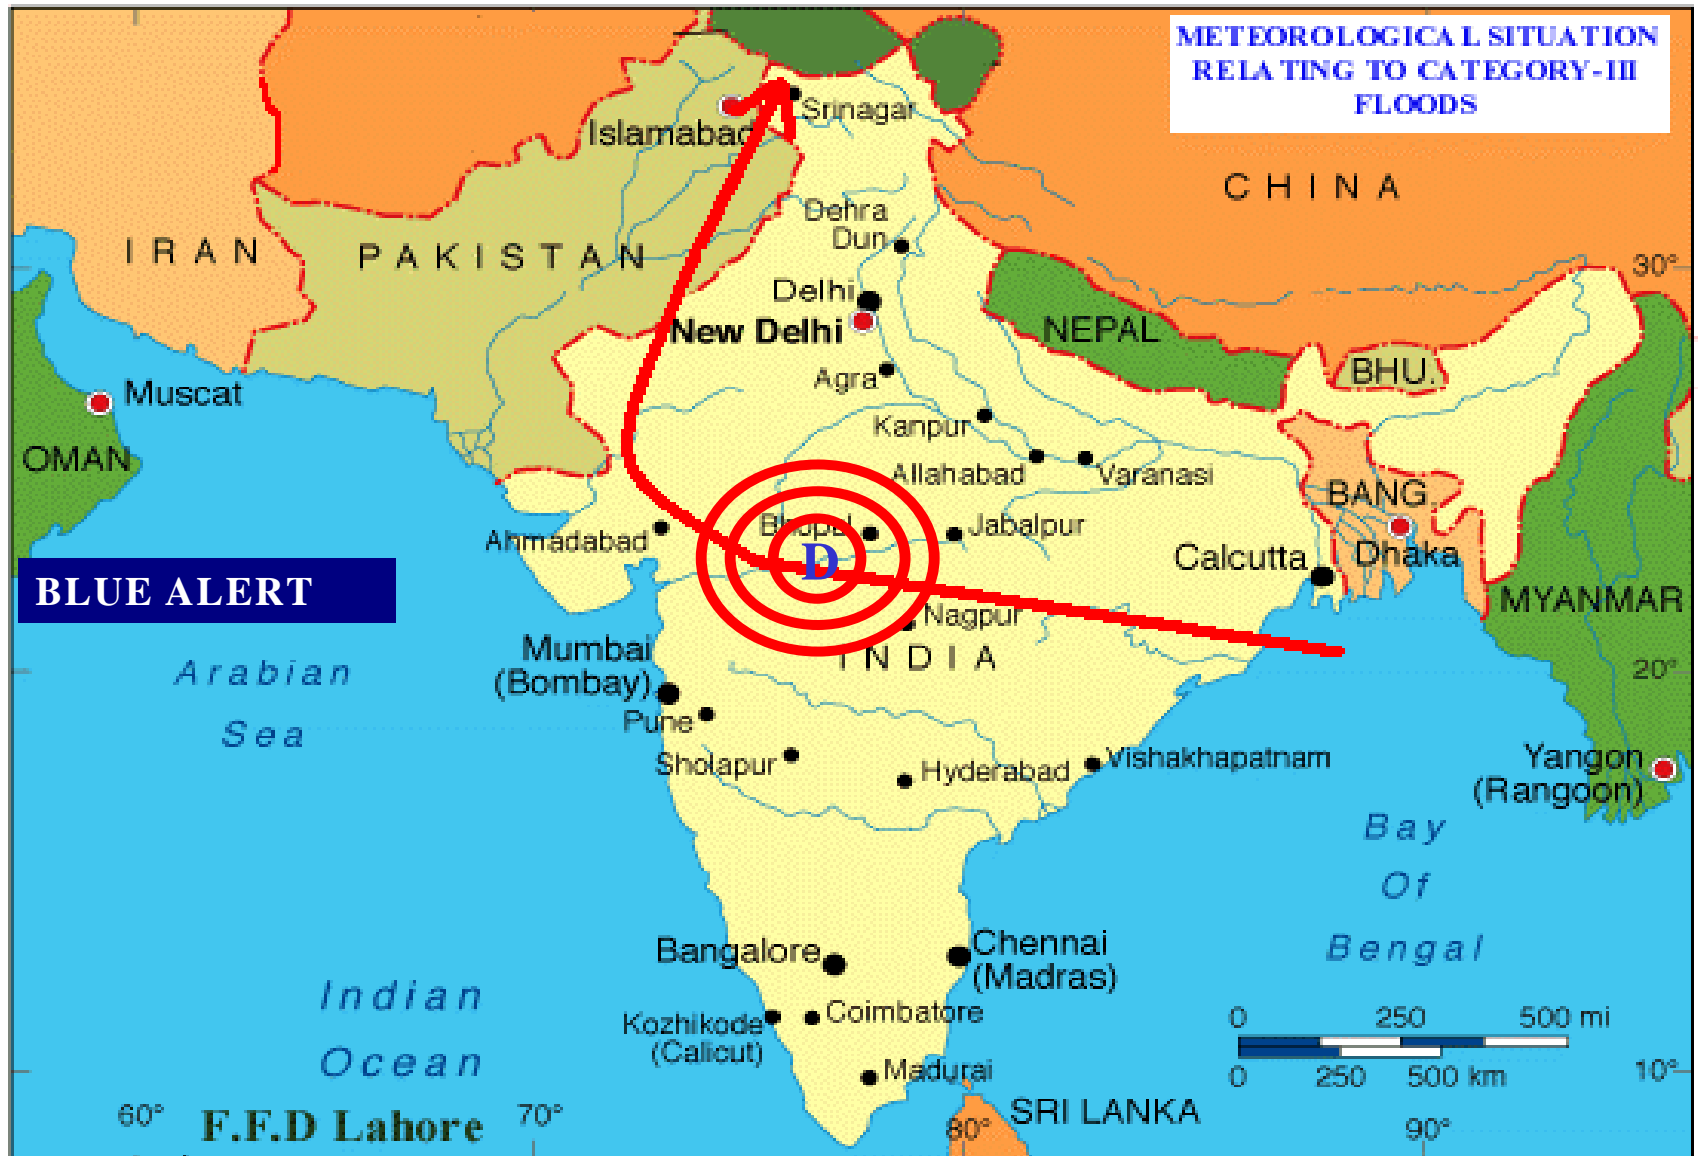 METEOROLOGICAL SITUATION
RELATING TO CATEGORY-III
FLOODS
Srinagar
Islamabad
CHINA
Dehra
Dun
IRAN
PAKISTAN
30°
Delhi
New Delhi
NEPAL
BHU.
Agra
Muscat
Kanpur
OMAN
Allahabad
Varanasi
BANG.
Bhopal
Jabalpur
Ahmadabad
Calcutta
Dhaka
D
BLUE ALERT
MYANMAR
Nagpur
INDIA
Mumbai
(Bombay)
Arabian
Sea
20°
Pune
Sholapur
Hyderabad
Vishakhapatnam
Yangon
(Rangoon)
Bay
Of
Bengal
Bangalore
Chennai
(Madras)
Indian
Ocean
Kozhikode
(Calicut)
Coimbatore
0 250 500 mi
0 250 500 km
Madurai
10°
SRI LANKA
60° 70° 80° 90°
F.F.D Lahore